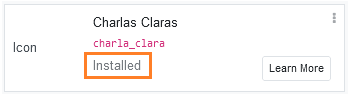 Charlas Claras
Icon
charla_clara
Installed
Learn More